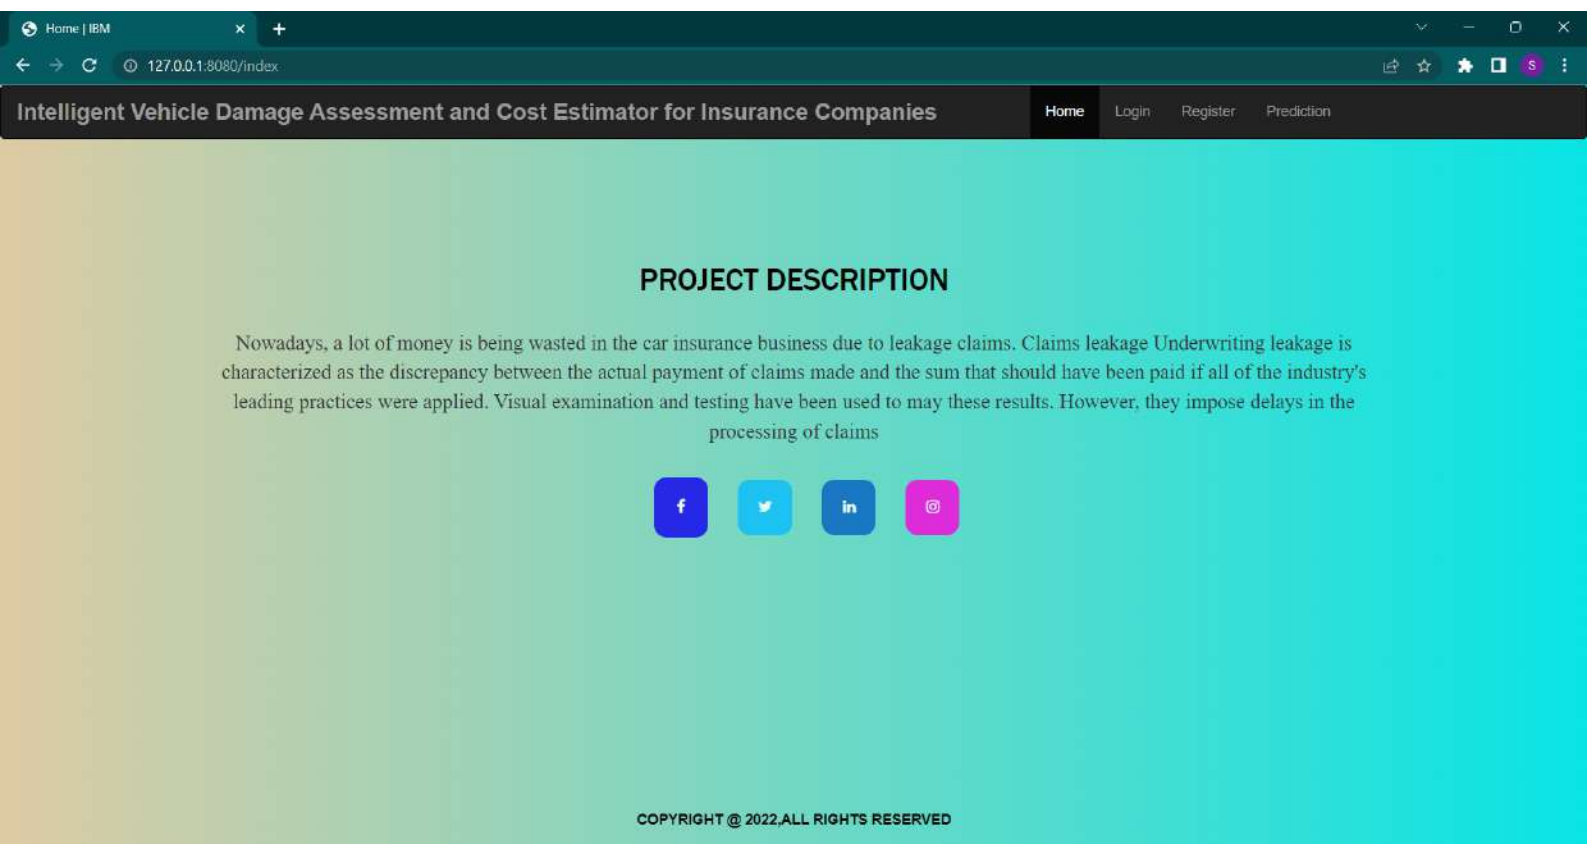 Home | IBM
127.0.0.1:8080/index
S
Intelligent Vehicle Damage Assessment and Cost Estimator for Insurance Companies
Home Login Register Prediction
PROJECT DESCRIPTION
Nowadays, a lot of money is being wasted in the car insurance business due to leakage claims. Claims leakage Underwriting leakage is
characterized as the discrepancy between the actual payment of claims made and the sum that should have been paid if all of the industry's
leading practices were applied. Visual examination and testing have been used to may these results. However, they impose delays in the
processing of claims
f in
COPYRIGHT @ 2022,ALL RIGHTS RESERVED